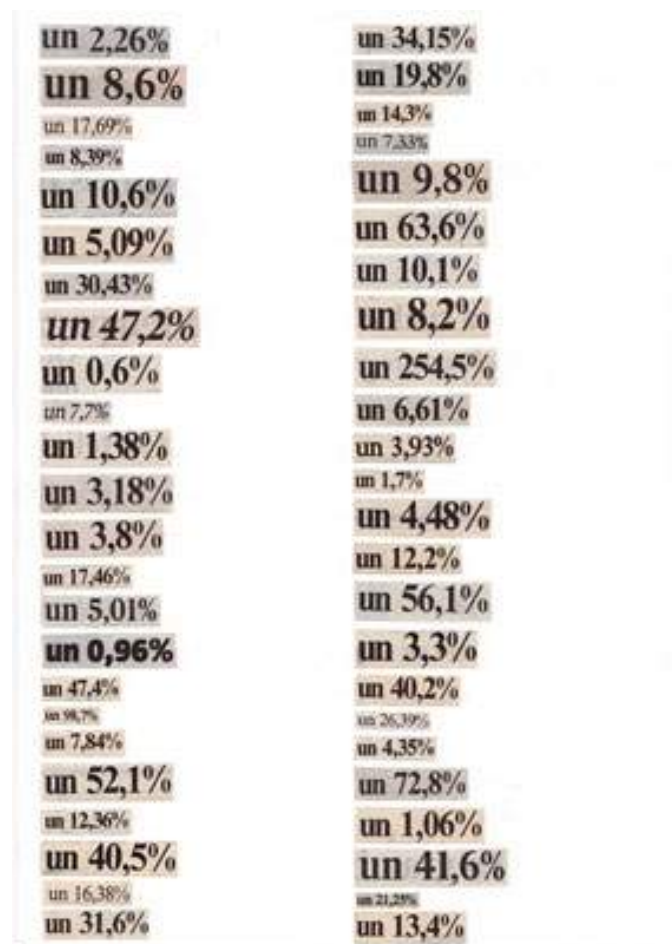 un 2,26%
un 8,6%
un 17,69%
un 8,39%
un 10,6%
un 5,09%
un 30,43%
un 47,2%
un 0,6%
un 7,7%
un 1,38%
un 3,18%
un 3,8%
un 17,46%
un 5,01%
un 0,96%
un 47,4%
un 98,7%
un 7,84%
un 52,1%
un 12,36%
un 40,5%
un 16,38%
un 31,6%
un 34,15%
un 19,8%
un 14,3%
un 7,33%
un 9,8%
un 63,6%
un 10,1%
un 8,2%
un 254,5%
un 6,61%
un 3,93%
un 1,7%
un 4,48%
un 12,2%
un 56,1%
un 3,3%
un 40,2%
un 26,39%
un 4,35%
un 72,8%
un 1,06%
un 41,6%
un 21,25%
un 13,4%